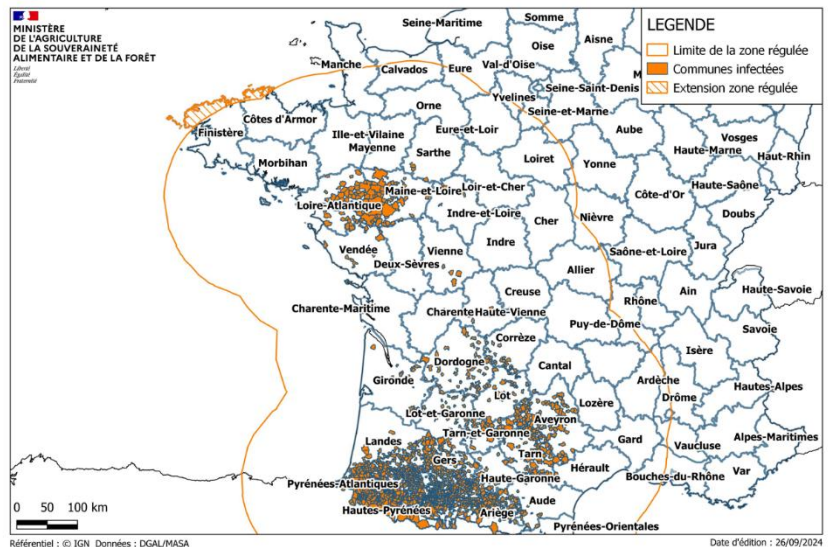 MINISTÈRE
DE L'AGRICULTURE
DE LA SOUVERAINETÉ
ALIMENTAIRE ET DE LA FORÊT
Liberté
Égalité
Fraternité
LEGENDE
Limite de la zone régulée
Communes infectées
Extension zone régulée
Seine-Maritime
Somme
Aisne
Oise
Manche
Calvados
Eure
Val-d'Oise
M
Seine-Saint-Denis
Yvelines
Orne
Seine-et-Marne
Côtes d'Armor
Finistère
Ille-et-Vilaine
Eure-et-Loir
Aube
Vosges
Mayenne
Haute-Marne
Haut-Rhin
Morbihan
Sarthe
Loiret
Yonne
Maine-et-Loire
Loir-et-Cher
Haute-Saône
Loire-Atlantique
Côte-d'Or
Indre-et-Loire
Cher
Nièvre
Doubs
Vendée
Vienne
Indre
Saône-et-Loire
Jura
Deux-Sèvres
Allier
Creuse
Ain
Haute-Savoie
Charente-Maritime
Charente
Haute-Vienne
Rhône
Puy-de-Dôme
Savoie
Corrèze
Isère
Dordogne
Cantal
Gironde
Ardèche
Hautes-Alpes
Lot
Lozère
Drôme
Lot-et-Garonne
Aveyron
Tarn-et-Garonne
Landes
Gard
Vaucluse
Alpes-Maritimes
Gers
Tarn
Hérault
Var
Pyrénées-Atlantiques
Haute-Garonne
Bouches-du-Rhône
Aude
Hautes-Pyrénées
Ariège
Pyrénées-Orientales
0 50 100 km
Référentiel : © IGN Données : DGAL/MASA
Date d'édition : 26/09/2024